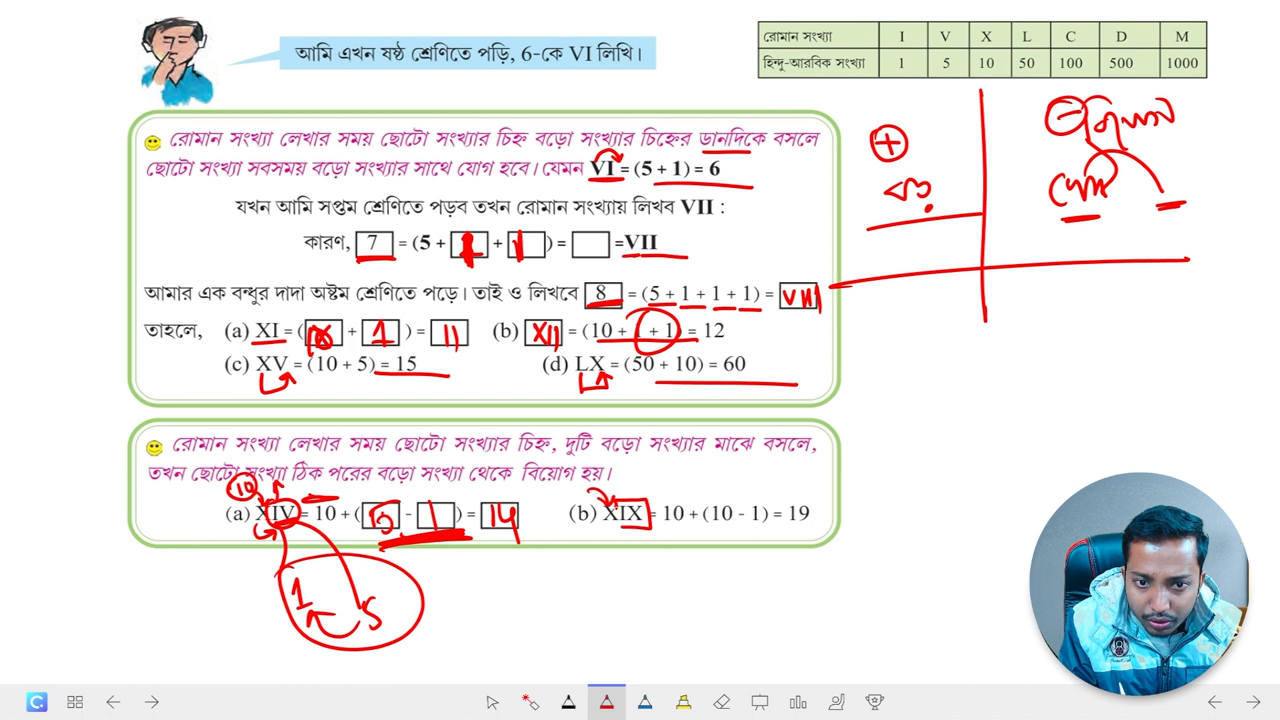 আমি এখন ষষ্ঠ শ্রেণিতে পড়ি, 6-কে VI লিখি।
রোমান সংখ্যা I V X L C D M
হিন্দু-আরবিক সংখ্যা 1 5 10 50 100 500 1000
রোমান সংখ্যা লেখার সময় ছোটো সংখ্যার চিহ্ন বড়ো সংখ্যার চিহ্নের ডানদিকে বসলে
ছোটো সংখ্যা সবসময় বড়ো সংখ্যার সাথে যোগ হবে। যেমন VI = (5 + 1) = 6
যখন আমি সপ্তম শ্রেণিতে পড়ব তখন রোমান সংখ্যায় লিখব VII :
কারণ, 7 = (5 + 1 + 1) = =VII
আমার এক বন্ধুর দাদা অষ্টম শ্রেণিতে পড়ে। তাই ও লিখবে 8 = (5 + 1 + 1 + 1) = VIII
তাহলে, (a) XI = ( + 1 ) = 11 (b) XII = (10 + 1 + 1) = 12
(c) XV = (10 + 5) = 15 (d) LX = (50 + 10) = 60
+
বড়
রোমান সংখ্যা লেখার সময় ছোটো সংখ্যার চিহ্ন, দুটি বড়ো সংখ্যার মাঝে বসলে,
তখন ছোটো সংখ্যা ঠিক পরের বড়ো সংখ্যা থেকে বিয়োগ হয়।
10
(a) XIV = 10 + ( 5 - 1 ) = 14 (b) XIX = 10 + (10 - 1) = 19
1 5